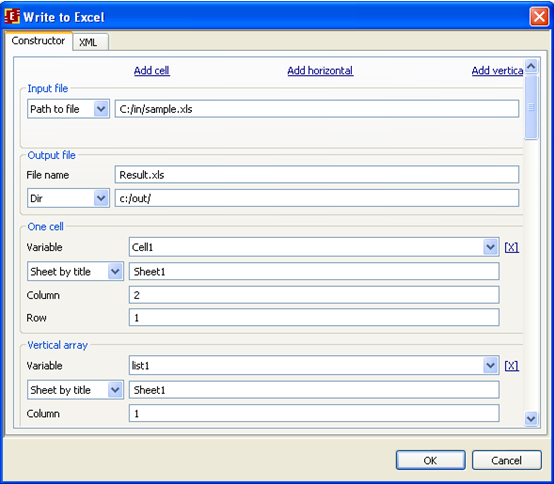 Write to Excel
Constructor XML
Add cell Add horizontal Add vertica
Input file
Path to file C:/in/sample.xls
Output file
File name Result.xls
Dir c:/out/
One cell
Variable Cell1 [X]
Sheet by title Sheet1
Column 2
Row 1
Vertical array
Variable list1 [X]
Sheet by title Sheet1
Column 1
OK Cancel